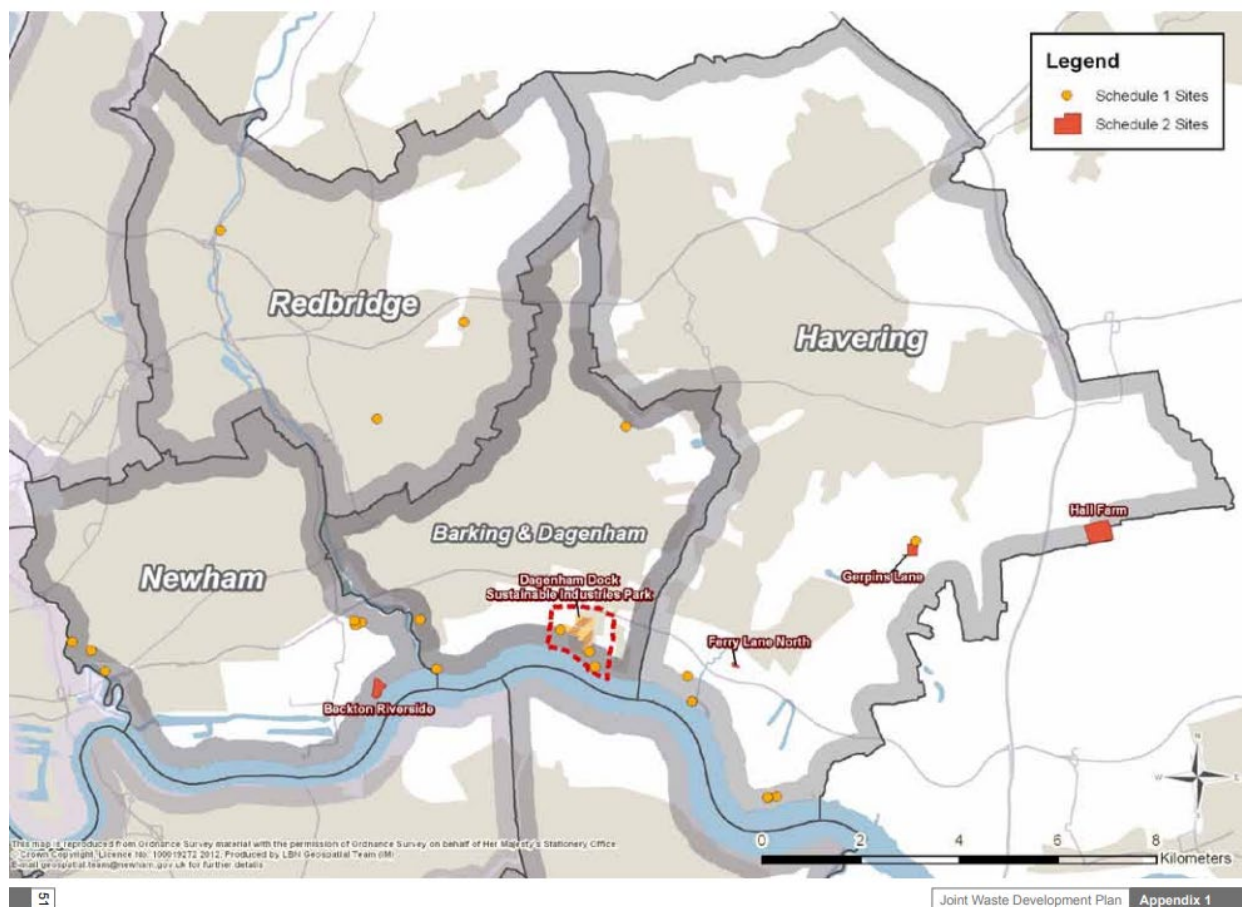 Legend
Schedule 1 Sites
Schedule 2 Sites
Redbridge
Havering
Hall Farm
Barking & Dagenham
Newham
Gerpins Lane
Dagenham Dock
Sustainable Industries Park
Ferry Lane North
Beckton Riverside
N
W
E
S
0
2
4
6
8
Kilometers
This map is reproduced from Ordnance Survey material with the permission of Ordnance Survey on behalf of Her Majesty's Stationery Office
© Crown Copyright, Licence No: 100019272 2012. Produced by LBN Geospatial Team (IM)
E-mail geospatial.team@newham.gov.uk for further details
51
Joint Waste Development Plan
Appendix 1